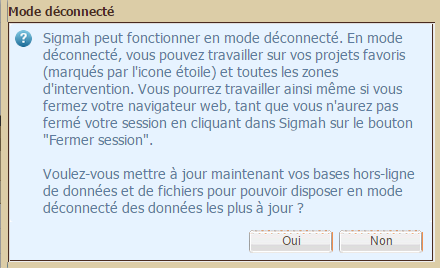 Mode déconnecté
Sigmah peut fonctionner en mode déconnecté. En mode
déconnecté, vous pouvez travailler sur vos projets favoris
(marqués par l'icone étoile) et toutes les zones
d'intervention. Vous pourrez travailler ainsi même si vous
fermez votre navigateur web, tant que vous n'aurez pas
fermé votre session en cliquant dans Sigmah sur le bouton
"Fermer session".
Voulez-vous mettre à jour maintenant vos bases hors-ligne
de données et de fichiers pour pouvoir disposer en mode
déconnecté des données les plus à jour ?
Oui Non